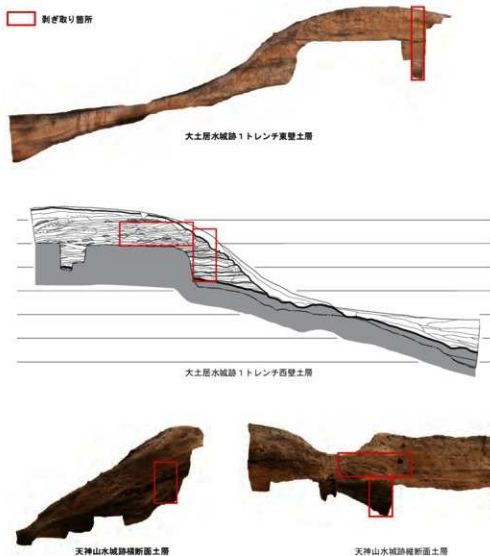 剥ぎ取り箇所
大土居水城跡1トレンチ東壁土層
大土居水城跡1トレンチ西壁土層
天神山水城跡横断面土層
天神山水城跡縦断面土層